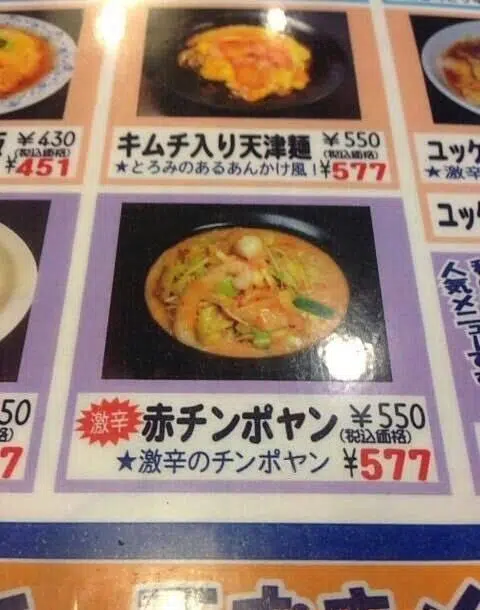 ¥430
(税込価格)
¥451
キムチ入り天津麺 ¥550
(税込価格)
★とろみのあるあんかけ風! ¥577
ユッケ
★激辛
ユッ
人気メニューです
50
7
激辛 赤チンポヤン ¥550
(税込価格)
★激辛のチンポヤン ¥577